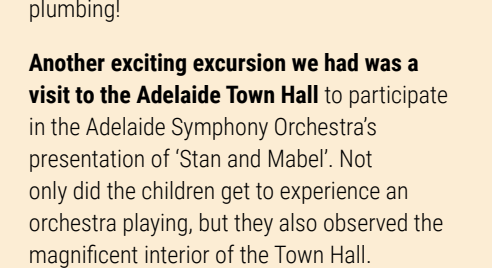 plumbing!
Another exciting excursion we had was a
visit to the Adelaide Town Hall to participate
in the Adelaide Symphony Orchestra's
presentation of ‘Stan and Mabel’. Not
only did the children get to experience an
orchestra playing, but they also observed the
magnificent interior of the Town Hall.